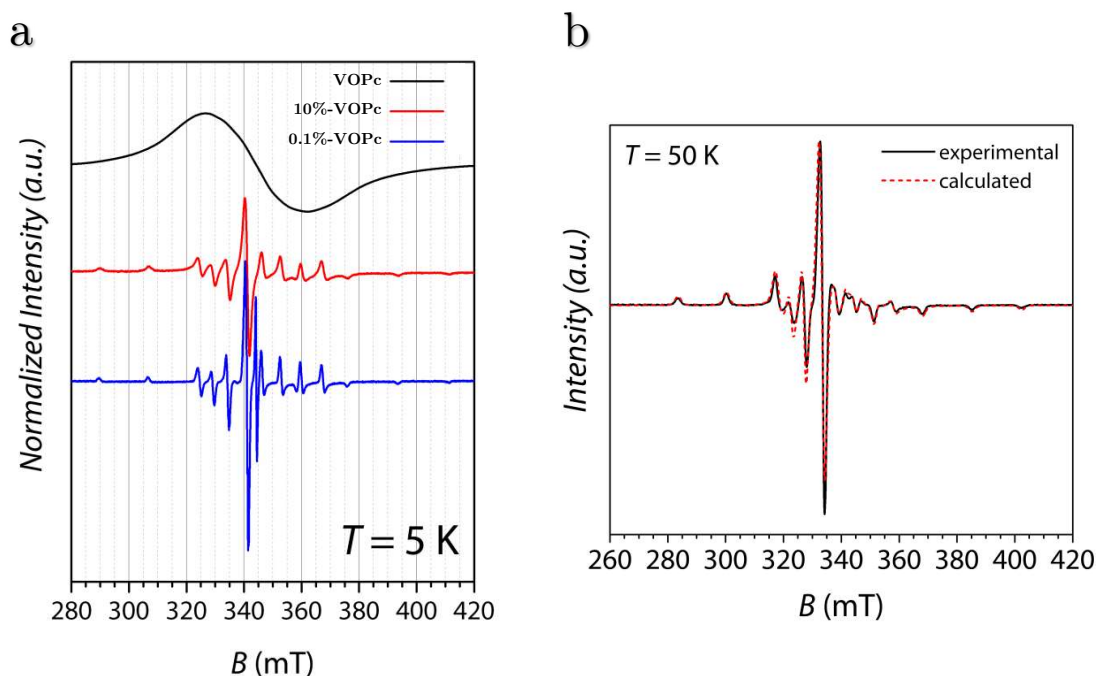 a
VOPc
10%-VOPc
0.1%-VOPc
Normalized Intensity (a.u.)
T = 5 K
280 300 320 340 360 380 400 420
B (mT)
b
T = 50 K
experimental
calculated
Intensity (a.u.)
260 280 300 320 340 360 380 400 420
B (mT)